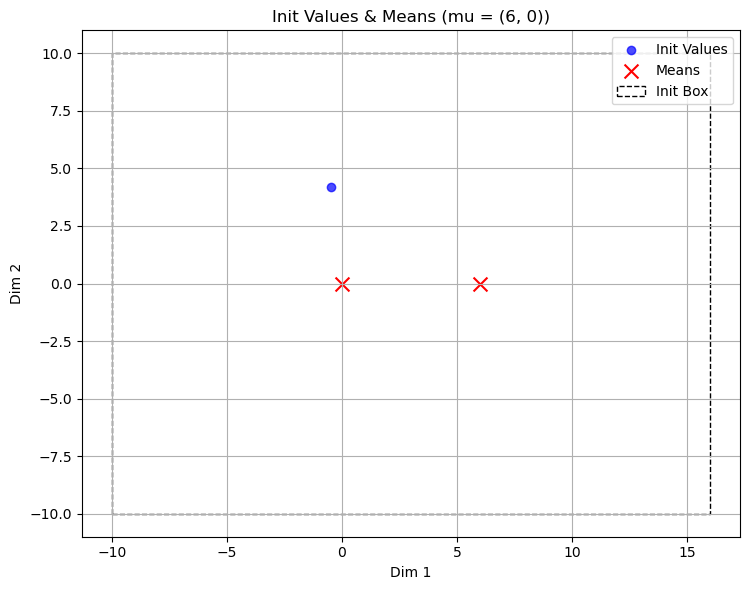 Init Values & Means (mu = (6, 0))
Init Values
Means
Init Box
10.0
7.5
5.0
2.5
0.0
−2.5
−5.0
−7.5
−10.0
Dim 2
−10
−5
0
5
10
15
Dim 1